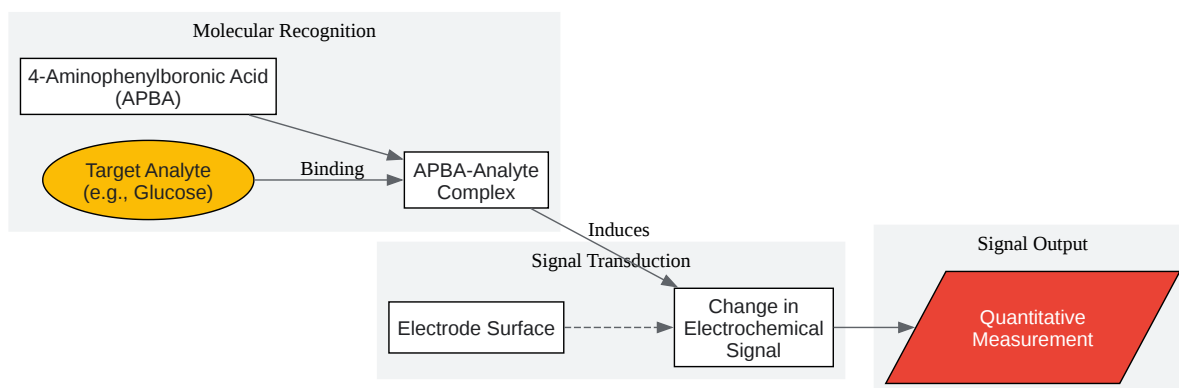 Molecular Recognition
4-Aminophenylboronic Acid
(APBA)
Target Analyte
(e.g., Glucose)
Binding
APBA-Analyte
Complex
Induces
Signal Transduction
Electrode Surface
Change in
Electrochemical
Signal
Signal Output
Quantitative
Measurement